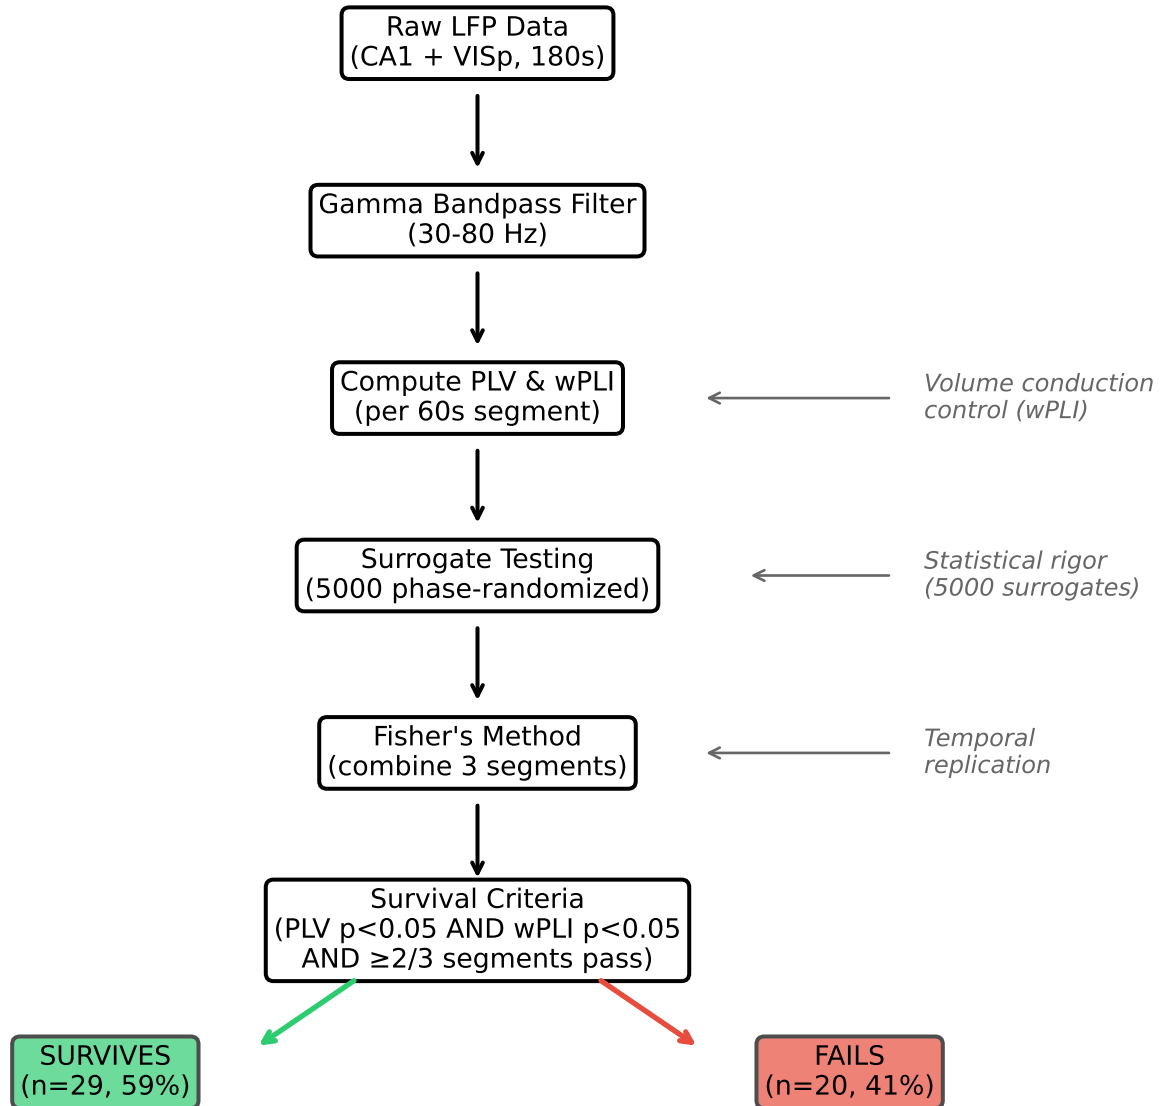 Raw LFP Data
(CA1 + VISp, 180s)
Gamma Bandpass Filter
(30-80 Hz)
Compute PLV & wPLI
(per 60s segment)
Volume conduction
control (wPLI)
Surrogate Testing
(5000 phase-randomized)
Statistical rigor
(5000 surrogates)
Fisher's Method
(combine 3 segments)
Temporal
replication
Survival Criteria
(PLV p<0.05 AND wPLI p<0.05
AND ≥2/3 segments pass)
SURVIVES
(n=29, 59%)
FAILS
(n=20, 41%)